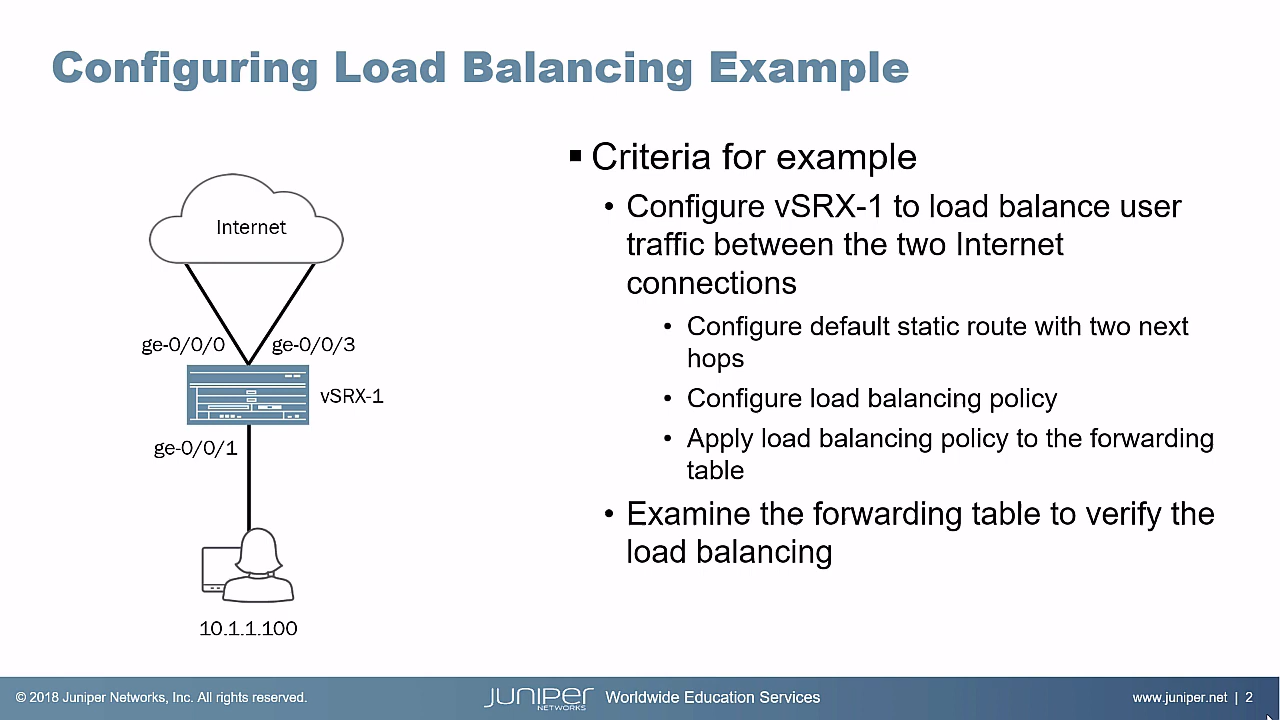 Configuring Load Balancing Example
Internet
ge-0/0/0
ge-0/0/3
vSRX-1
ge-0/0/1
10.1.1.100
▪ Criteria for example
• Configure vSRX-1 to load balance user
traffic between the two Internet
connections
• Configure default static route with two next
hops
• Configure load balancing policy
• Apply load balancing policy to the forwarding
table
• Examine the forwarding table to verify the
load balancing
© 2018 Juniper Networks, Inc. All rights reserved.
JUNIPER
NETWORKS
Worldwide Education Services
www.juniper.net | 2